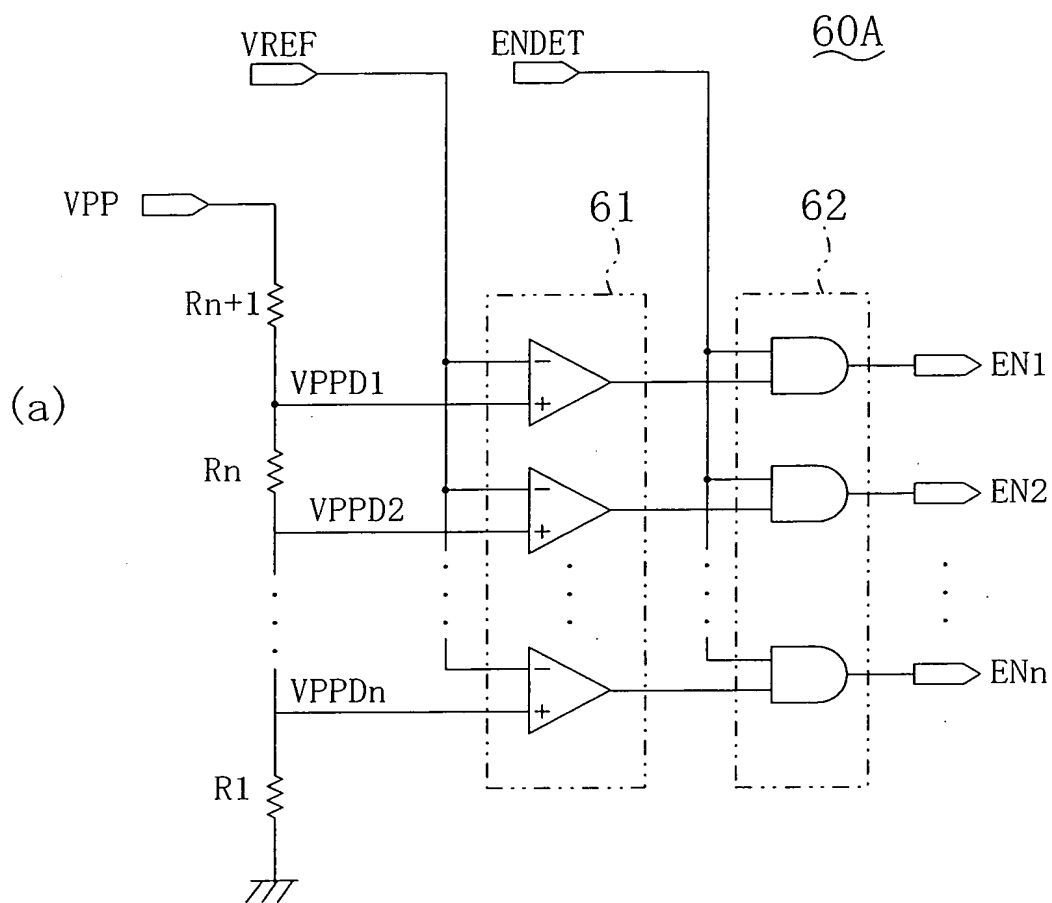 60A
VREF
ENDET
VPP
61
62
Rn+1
−
EN1
VPPD1
+
(a)
Rn
−
EN2
VPPD2
+
−
ENn
VPPDn
+
R1